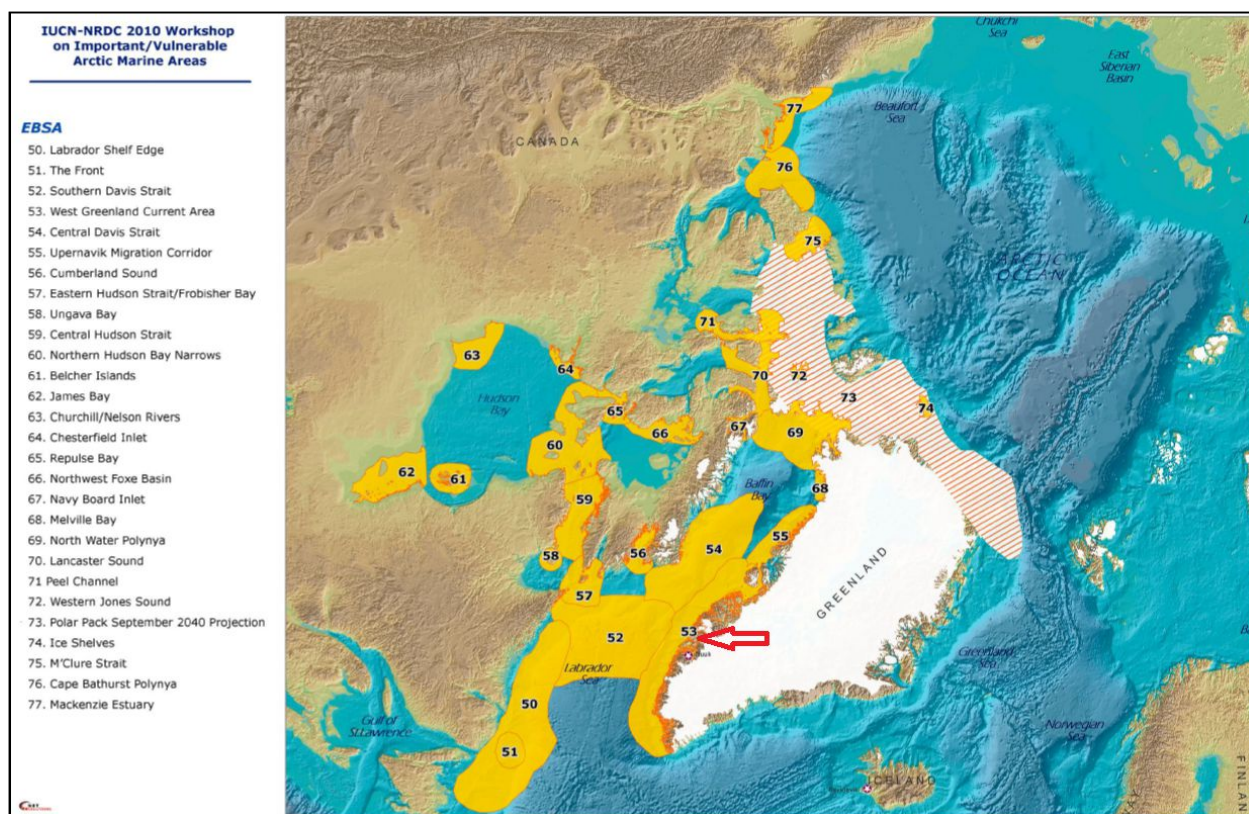 IUCN-NRDC 2010 Workshop
on Important/Vulnerable
Arctic Marine Areas
EBSA
50. Labrador Shelf Edge
51. The Front
52. Southern Davis Strait
53. West Greenland Current Area
54. Central Davis Strait
55. Upernavik Migration Corridor
56. Cumberland Sound
57. Eastern Hudson Strait/Frobisher Bay
58. Ungava Bay
59. Central Hudson Strait
60. Northern Hudson Bay Narrows
61. Belcher Islands
62. James Bay
63. Churchill/Nelson Rivers
64. Chesterfield Inlet
65. Repulse Bay
66. Northwest Foxe Basin
67. Navy Board Inlet
68. Melville Bay
69. North Water Polynya
70. Lancaster Sound
71 Peel Channel
72. Western Jones Sound
73. Polar Pack September 2040 Projection
74. Ice Shelves
75. M'Clure Strait
76. Cape Bathurst Polynya
77. Mackenzie Estuary
Chukchi
Sea
East
Siberian
Basin
Beaufort
Sea
77
CANADA
76
75
ARCTIC
OCEAN
71
63
64
70
72
73
74
Hudson
Bay
65
66
67
69
60
62
61
Baffin
Bay
68
59
58
56
54
55
57
GREENLAND
52
53
Labrador
Sea
Greenland
Sea
50
Gulf of
St.Lawrence
51
Norwegian
Sea
ICELAND
FINLAN